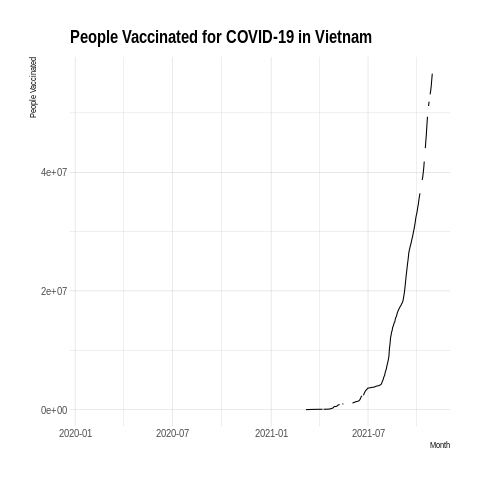 People Vaccinated for COVID-19 in Vietnam
People Vaccinated
4e+07
2e+07
0e+00
2020-01 2020-07 2021-01 2021-07
Month